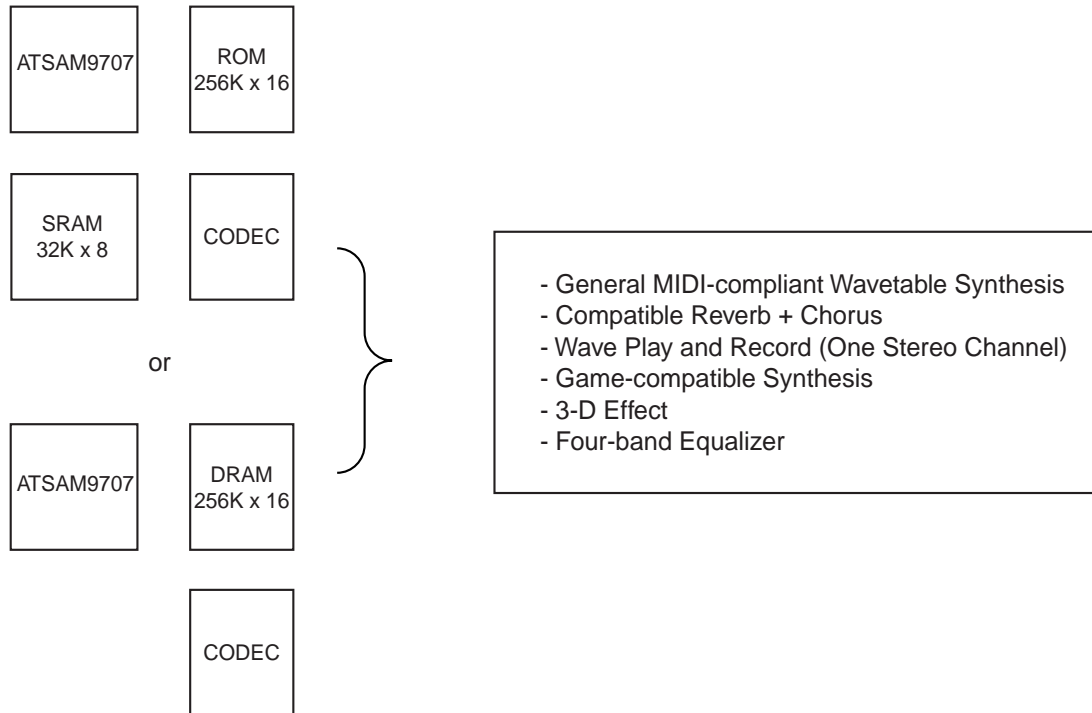 ATSAM9707
ROM
256K x 16
SRAM
32K x 8
CODEC
or
ATSAM9707
DRAM
256K x 16
CODEC
- General MIDI-compliant Wavetable Synthesis
- Compatible Reverb + Chorus
- Wave Play and Record (One Stereo Channel)
- Game-compatible Synthesis
- 3-D Effect
- Four-band Equalizer